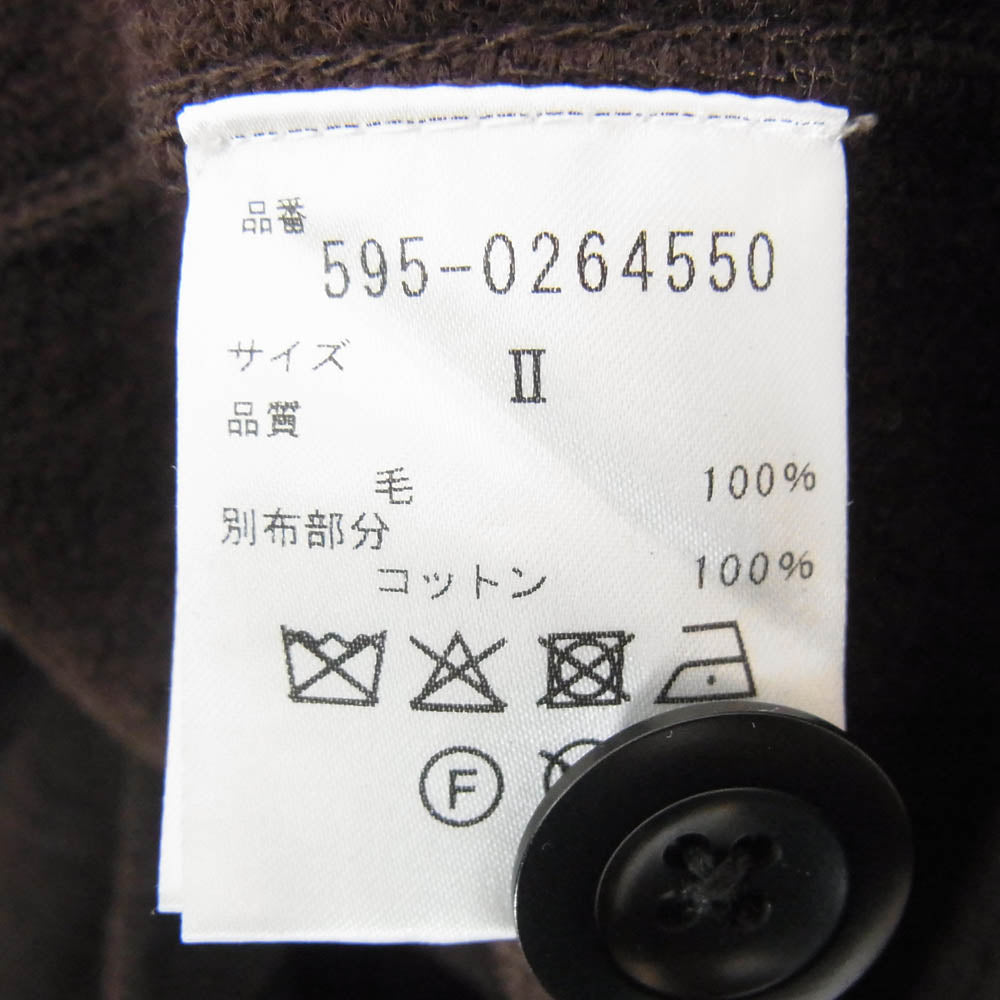 品番
595-0264550
サイズ Ⅱ
品質
毛 100%
別布部分
コットン 100%
F